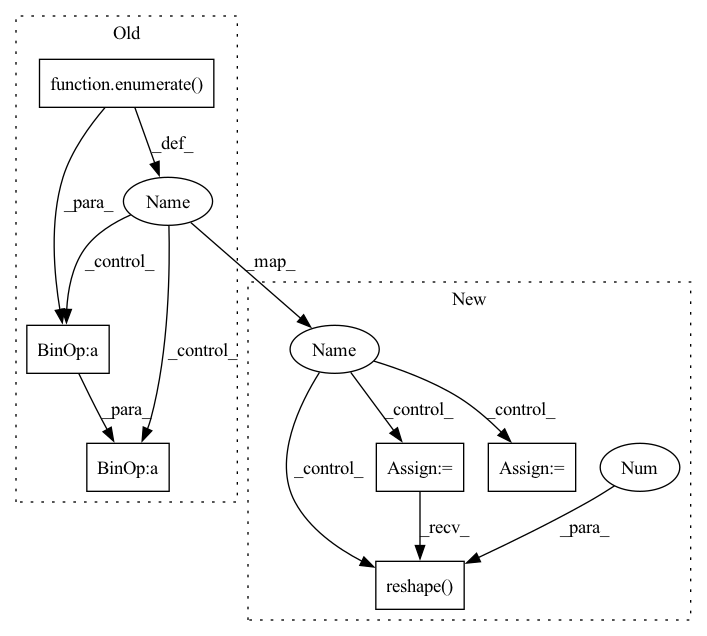 Old
function.enumerate()
_def_
Name
_para_
_control_
_map_
New
BinOp:a
_control_
Name
_para_
_control_
_control_
BinOp:a
_control_
Assign:=
Assign:=
Num
_recv_
_para_
reshape()